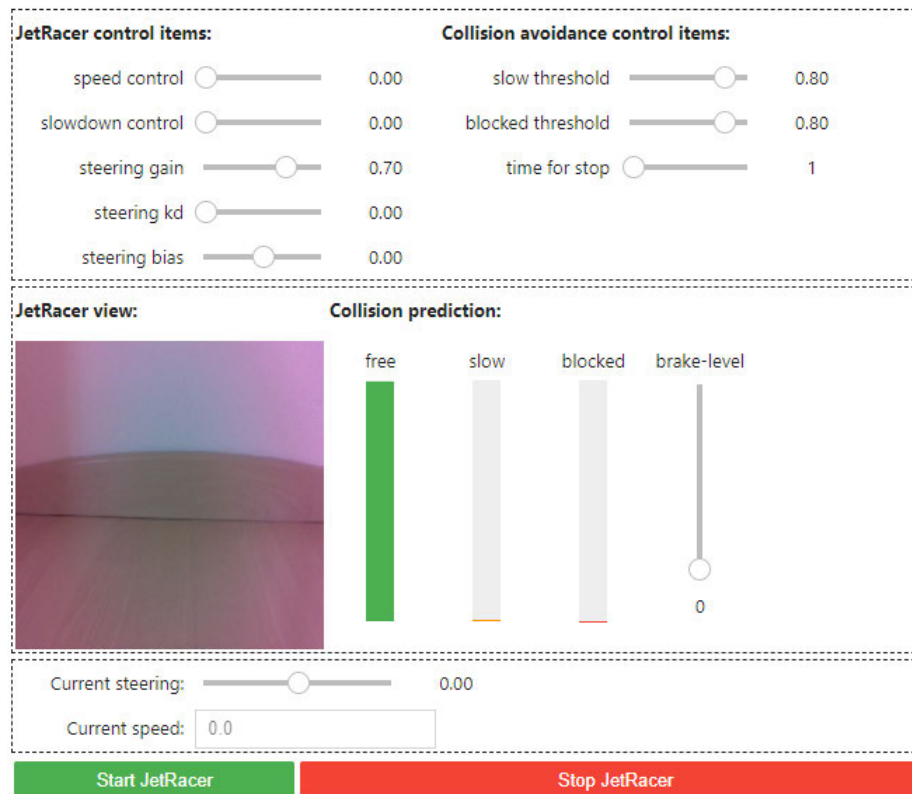 JetRacer control items:
speed control 0.00
slowdown control 0.00
steering gain 0.70
steering kd 0.00
steering bias 0.00
Collision avoidance control items:
slow threshold 0.80
blocked threshold 0.80
time for stop 1
JetRacer view:
Collision prediction:
free slow blocked brake-level
0
Current steering: 0.00
Current speed: 0.0
Start JetRacer Stop JetRacer